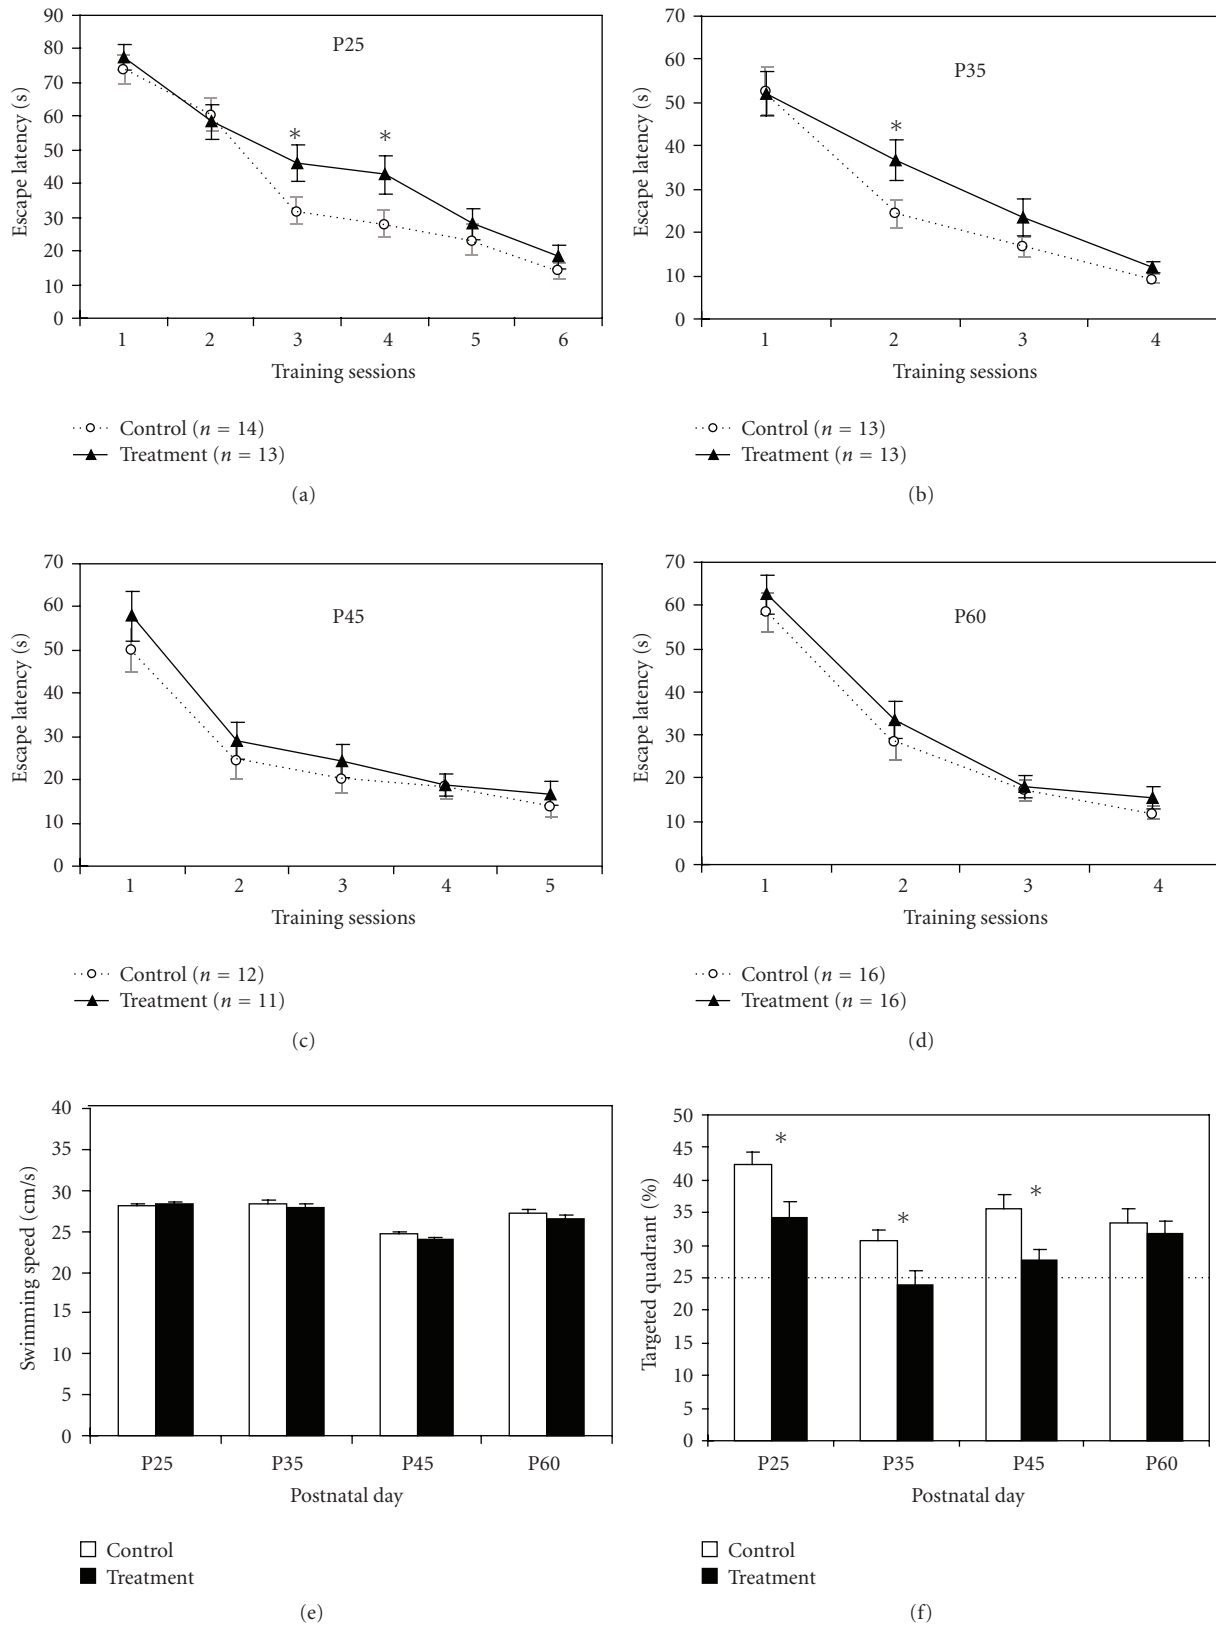 90
80
70
60
50
40
30
20
10
0
Escape latency (s)
P25
*
*
1 2 3 4 5 6
Training sessions
Control (n = 14)
Treatment (n = 13)
(a)
70
60
50
40
30
20
10
0
Escape latency (s)
P35
*
1 2 3 4
Training sessions
Control (n = 13)
Treatment (n = 13)
(b)
70
60
50
40
30
20
10
0
Escape latency (s)
P45
1 2 3 4 5
Training sessions
Control (n = 12)
Treatment (n = 11)
(c)
70
60
50
40
30
20
10
0
Escape latency (s)
P60
1 2 3 4
Training sessions
Control (n = 16)
Treatment (n = 16)
(d)
40
35
30
25
20
15
10
5
0
Swimming speed (cm/s)
P25 P35 P45 P60
Postnatal day
Control
Treatment
(e)
50
45
40
35
30
25
20
15
10
5
0
Targeted quadrant (%)
*
*
*
P25 P35 P45 P60
Postnatal day
Control
Treatment
(f)